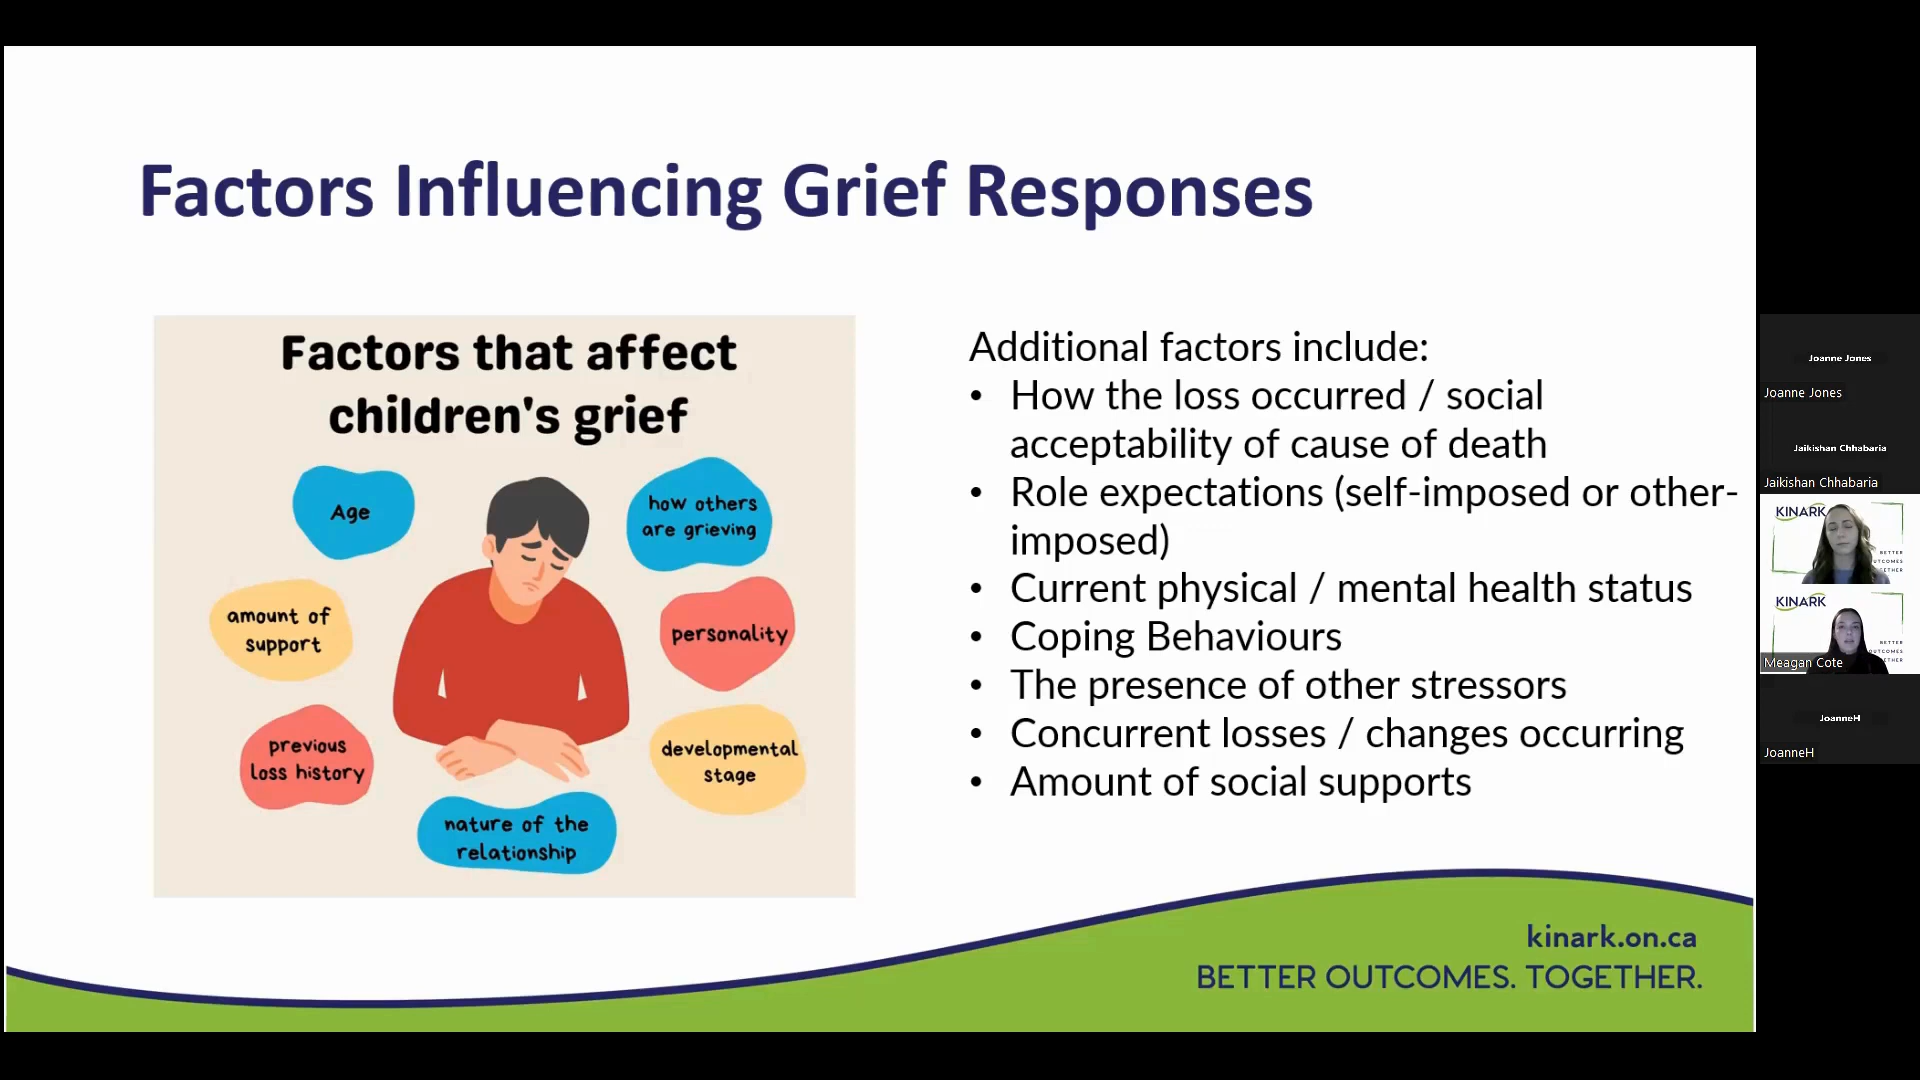 Factors Influencing Grief Responses
Factors that affect
children's grief
Age
how others
are grieving
amount of
support
personality
previous
loss history
developmental
stage
nature of the
relationship
Additional factors include:
• How the loss occurred / social
acceptability of cause of death
• Role expectations (self-imposed or other-
imposed)
• Current physical / mental health status
• Coping Behaviours
• The presence of other stressors
• Concurrent losses / changes occurring
• Amount of social supports
kinark.on.ca
BETTER OUTCOMES. TOGETHER.
Joanne Jones
Joanne Jones
Jaikishan Chhabaria
Jaikishan Chhabaria
KINARK
BETTER
KINARK
BETTER
Meagan Cote
JoanneH
JoanneH